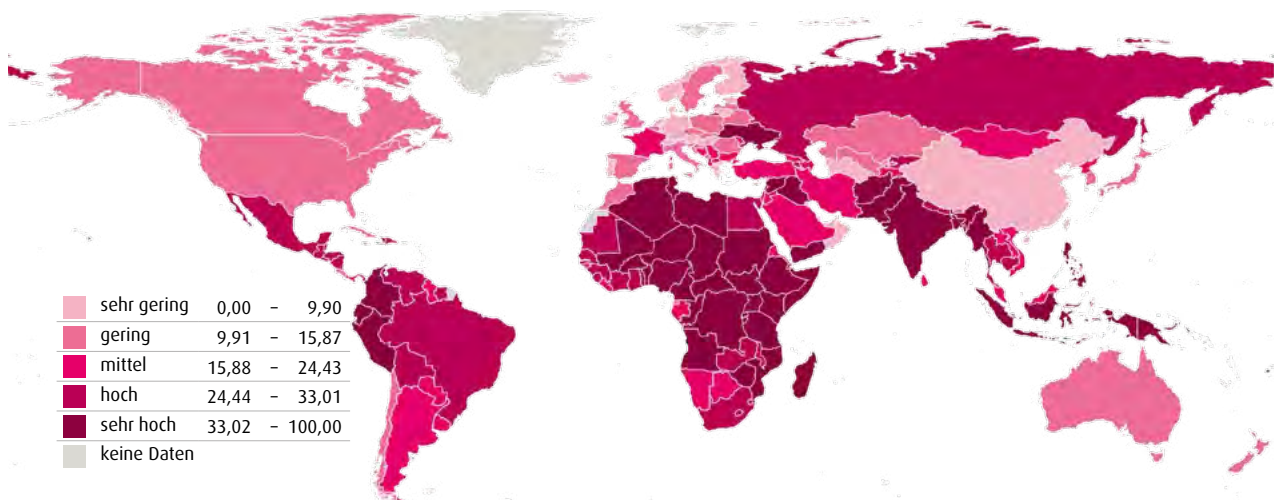 sehr gering 0,00 – 9,90
gering 9,91 – 15,87
mittel 15,88 – 24,43
hoch 24,44 – 33,01
sehr hoch 33,02 – 100,00
keine Daten